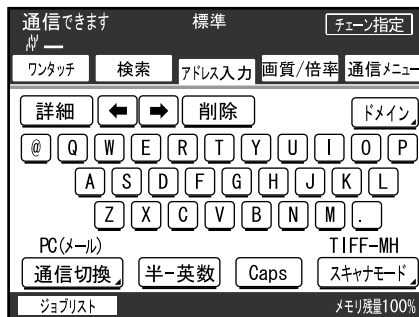 通信できます 標準 チェーン指定
ワンタッチ 検索 アドレス入力 画質/倍率 通信メニュー
詳細 ← → 削除 ドメイン
@ Q W E R T Y U I O P
A S D F G H J K L
Z X C V B N M .
PC(メール) TIFF-MH
通信切換 半-英数 Caps スキャナモード
ジョブリスト メモリ残量100%